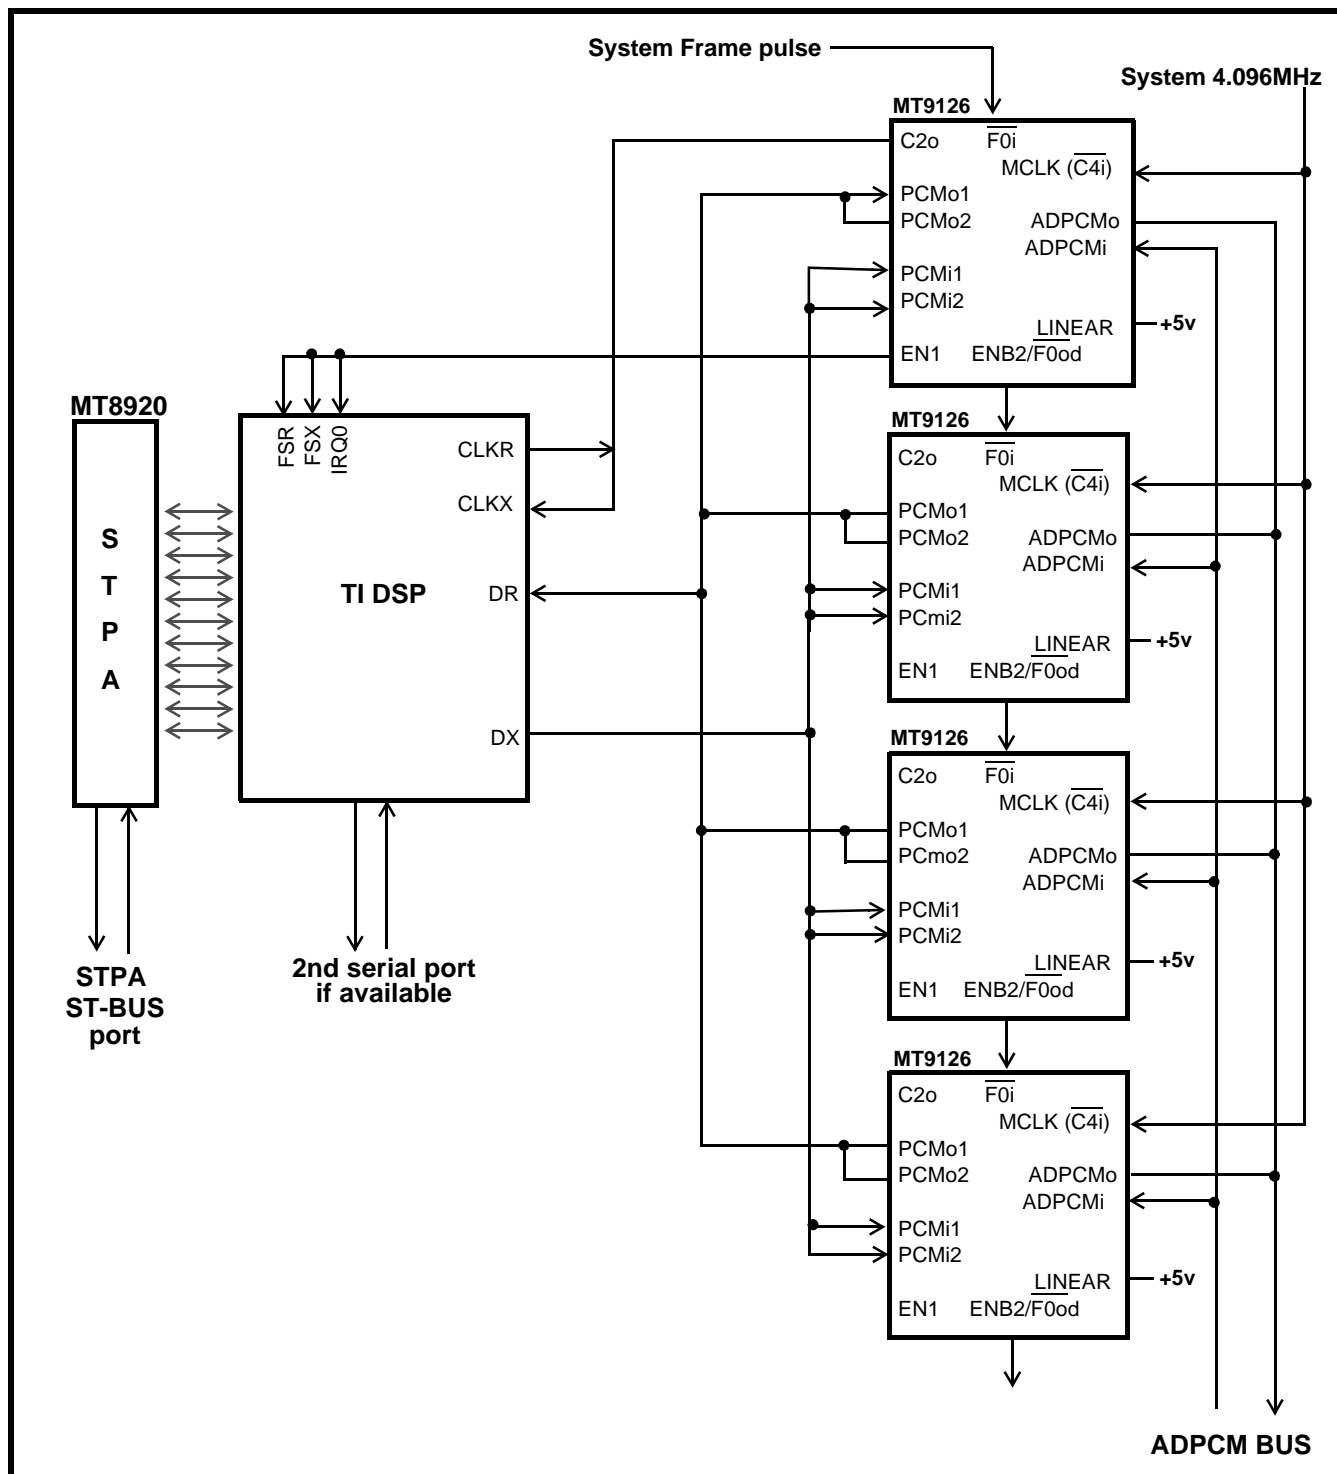 System Frame pulse
System 4.096MHz
MT9126
C2o
F0i
MCLK (C4i)
PCMo1
PCMo2
ADPCMo
ADPCMi
PCMi1
PCMi2
LINEAR
+5v
EN1
ENB2/F0od
MT8920
S
T
P
A
FSR
FSX
IRQ0
CLKR
CLKX
TI DSP
DR
DX
MT9126
C2o
F0i
MCLK (C4i)
PCMo1
PCMo2
ADPCMo
ADPCMi
PCMi1
PCmi2
LINEAR
+5v
EN1
ENB2/F0od
MT9126
C2o
F0i
MCLK (C4i)
PCMo1
PCmo2
ADPCMo
ADPCMi
PCMi1
PCMi2
LINEAR
+5v
EN1
ENB2/F0od
STPA
ST-BUS
port
2nd serial port
if available
MT9126
C2o
F0i
MCLK (C4i)
PCMo1
PCMo2
ADPCMo
ADPCMi
PCMi1
PCMi2
LINEAR
+5v
EN1
ENB2/F0od
ADPCM BUS